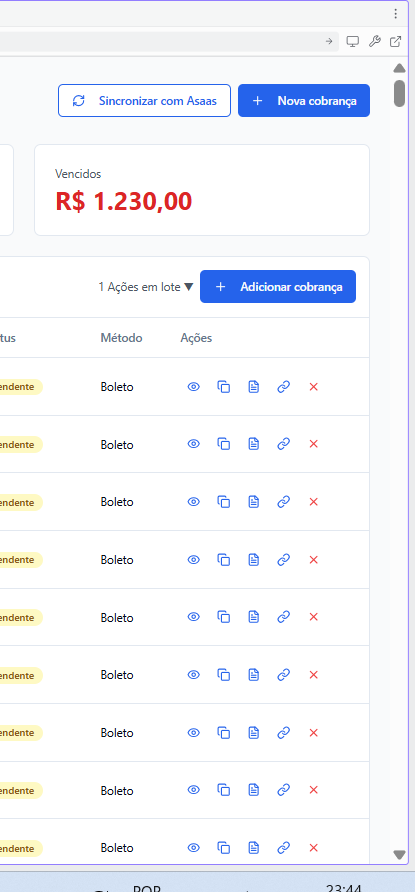 Sincronizar com Asaas
Nova cobrança
Vencidos
R$ 1.230,00
1 Ações em lote ▼
Adicionar cobrança
tus
Método
Ações
endente
Boleto
endente
Boleto
endente
Boleto
endente
Boleto
endente
Boleto
endente
Boleto
endente
Boleto
endente
Boleto
endente
Boleto
POR
23:44